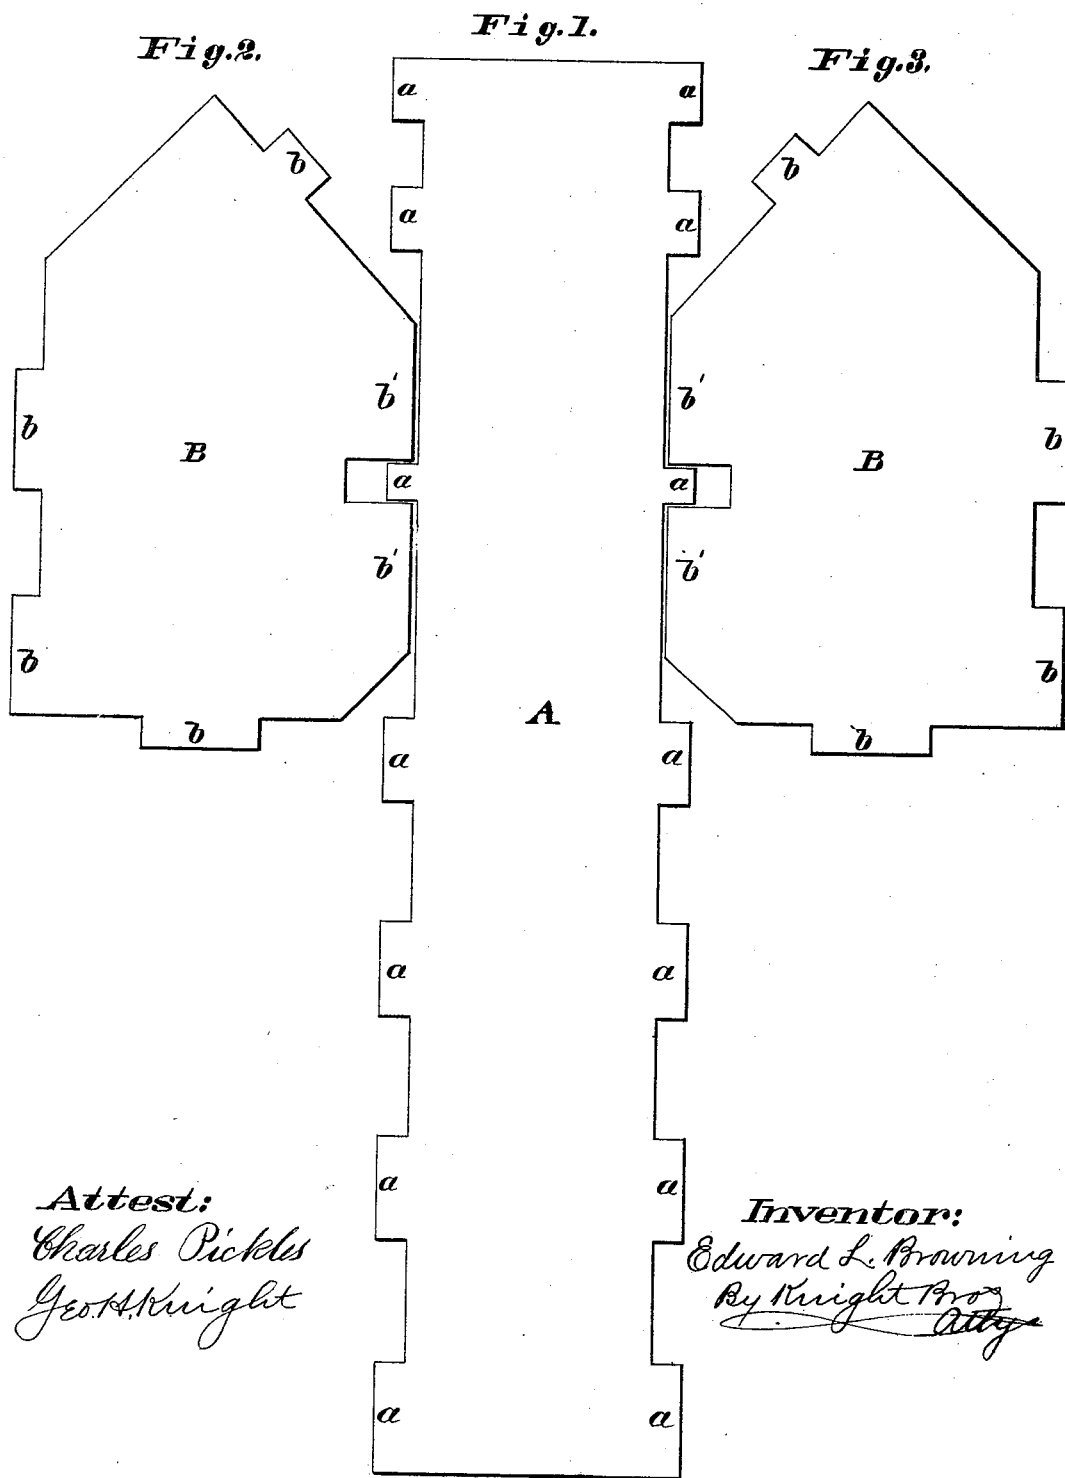 Fig.2.
Fig.1.
Fig.3.
a
a
b
b
a
a
b'
b'
b
B
a
a
B
b
b'
b'
b
b
A
b
b
a
a
a
a
a
a
a
a
Attest:
Charles Pickles
Geo. H. Knight
Inventor:
Edward L. Browning
By Knight Bros
Attys